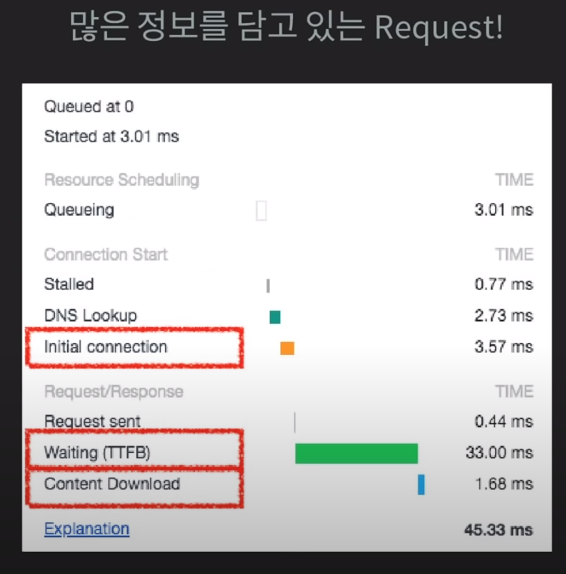 많은 정보를 담고 있는 Request!
Queued at 0
Started at 3.01 ms
Resource Scheduling TIME
Queueing 3.01 ms
Connection Start TIME
Stalled 0.77 ms
DNS Lookup 2.73 ms
Initial connection 3.57 ms
Request/Response TIME
Request sent 0.44 ms
Waiting (TTFB) 33.00 ms
Content Download 1.68 ms
Explanation 45.33 ms